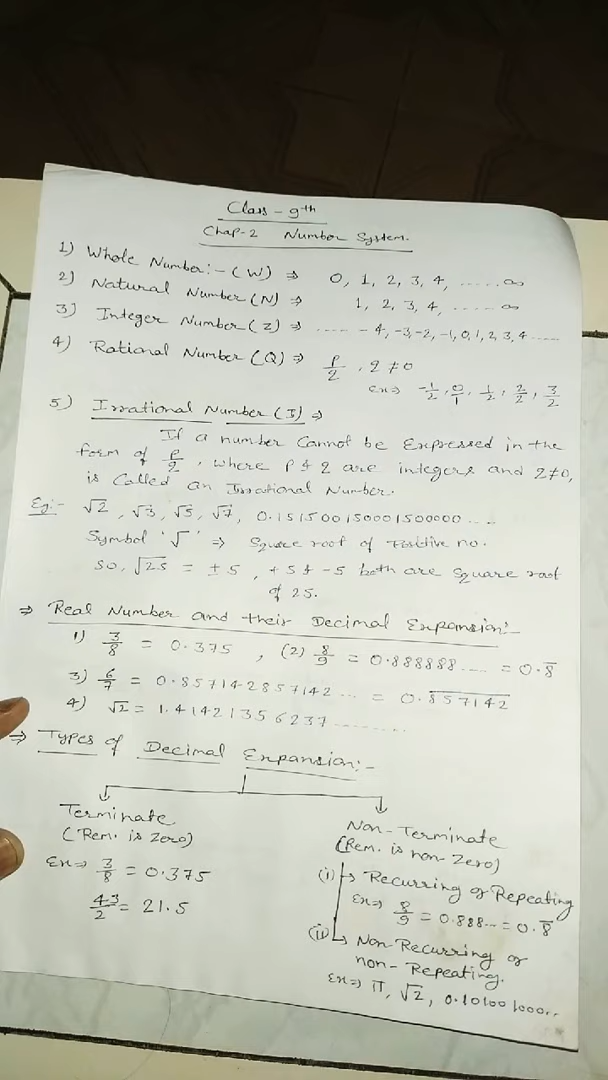 Class - 9th
Chap-2 Number System.
1) Whole Number:- (W) ⇒ 0, 1, 2, 3, 4, ...... ∞
2) Natural Number (N) ⇒ 1, 2, 3, 4, ...... ∞
3) Integer Number (Z) ⇒ ..... -4, -3, -2, -1, 0, 1, 2, 3, 4 .....
4) Rational Number (Q) ⇒ p/q, q ≠ 0
Ex ⇒ -1/2, 0/1, 1/2, 2/2, 3/2
5) Irrational Number (I) ⇒
If a number Cannot be Expressed in the
form of p/q, where p & q are integers and q≠0,
is Called an Irrational Number.
Eg:- √2, √3, √5, √7, 0.151500150001500000...
Symbol '√' ⇒ Square root of Positive no.
so, √25 = ±5, +5 & -5 both are square root
of 25.
⇒ Real Number and their Decimal Expansion:-
1) 3/8 = 0.375, (2) 8/9 = 0.888888.... = 0.8̅
3) 6/7 = 0.857142857142... = 0.8̅5̅7̅1̅4̅2̅
4) √2 = 1.41421356237.........
⇒ Types of Decimal Expansion:-
Terminate
(Rem. is Zero)
Ex ⇒ 3/8 = 0.375
43/2 = 21.5
Non-Terminate
(Rem. is non-Zero)
(i) → Recurring or Repeating
Ex ⇒ 8/9 = 0.888... = 0.8̅
(ii) → Non-Recurring or
non-Repeating.
Ex ⇒ π, √2, 0.101001000..